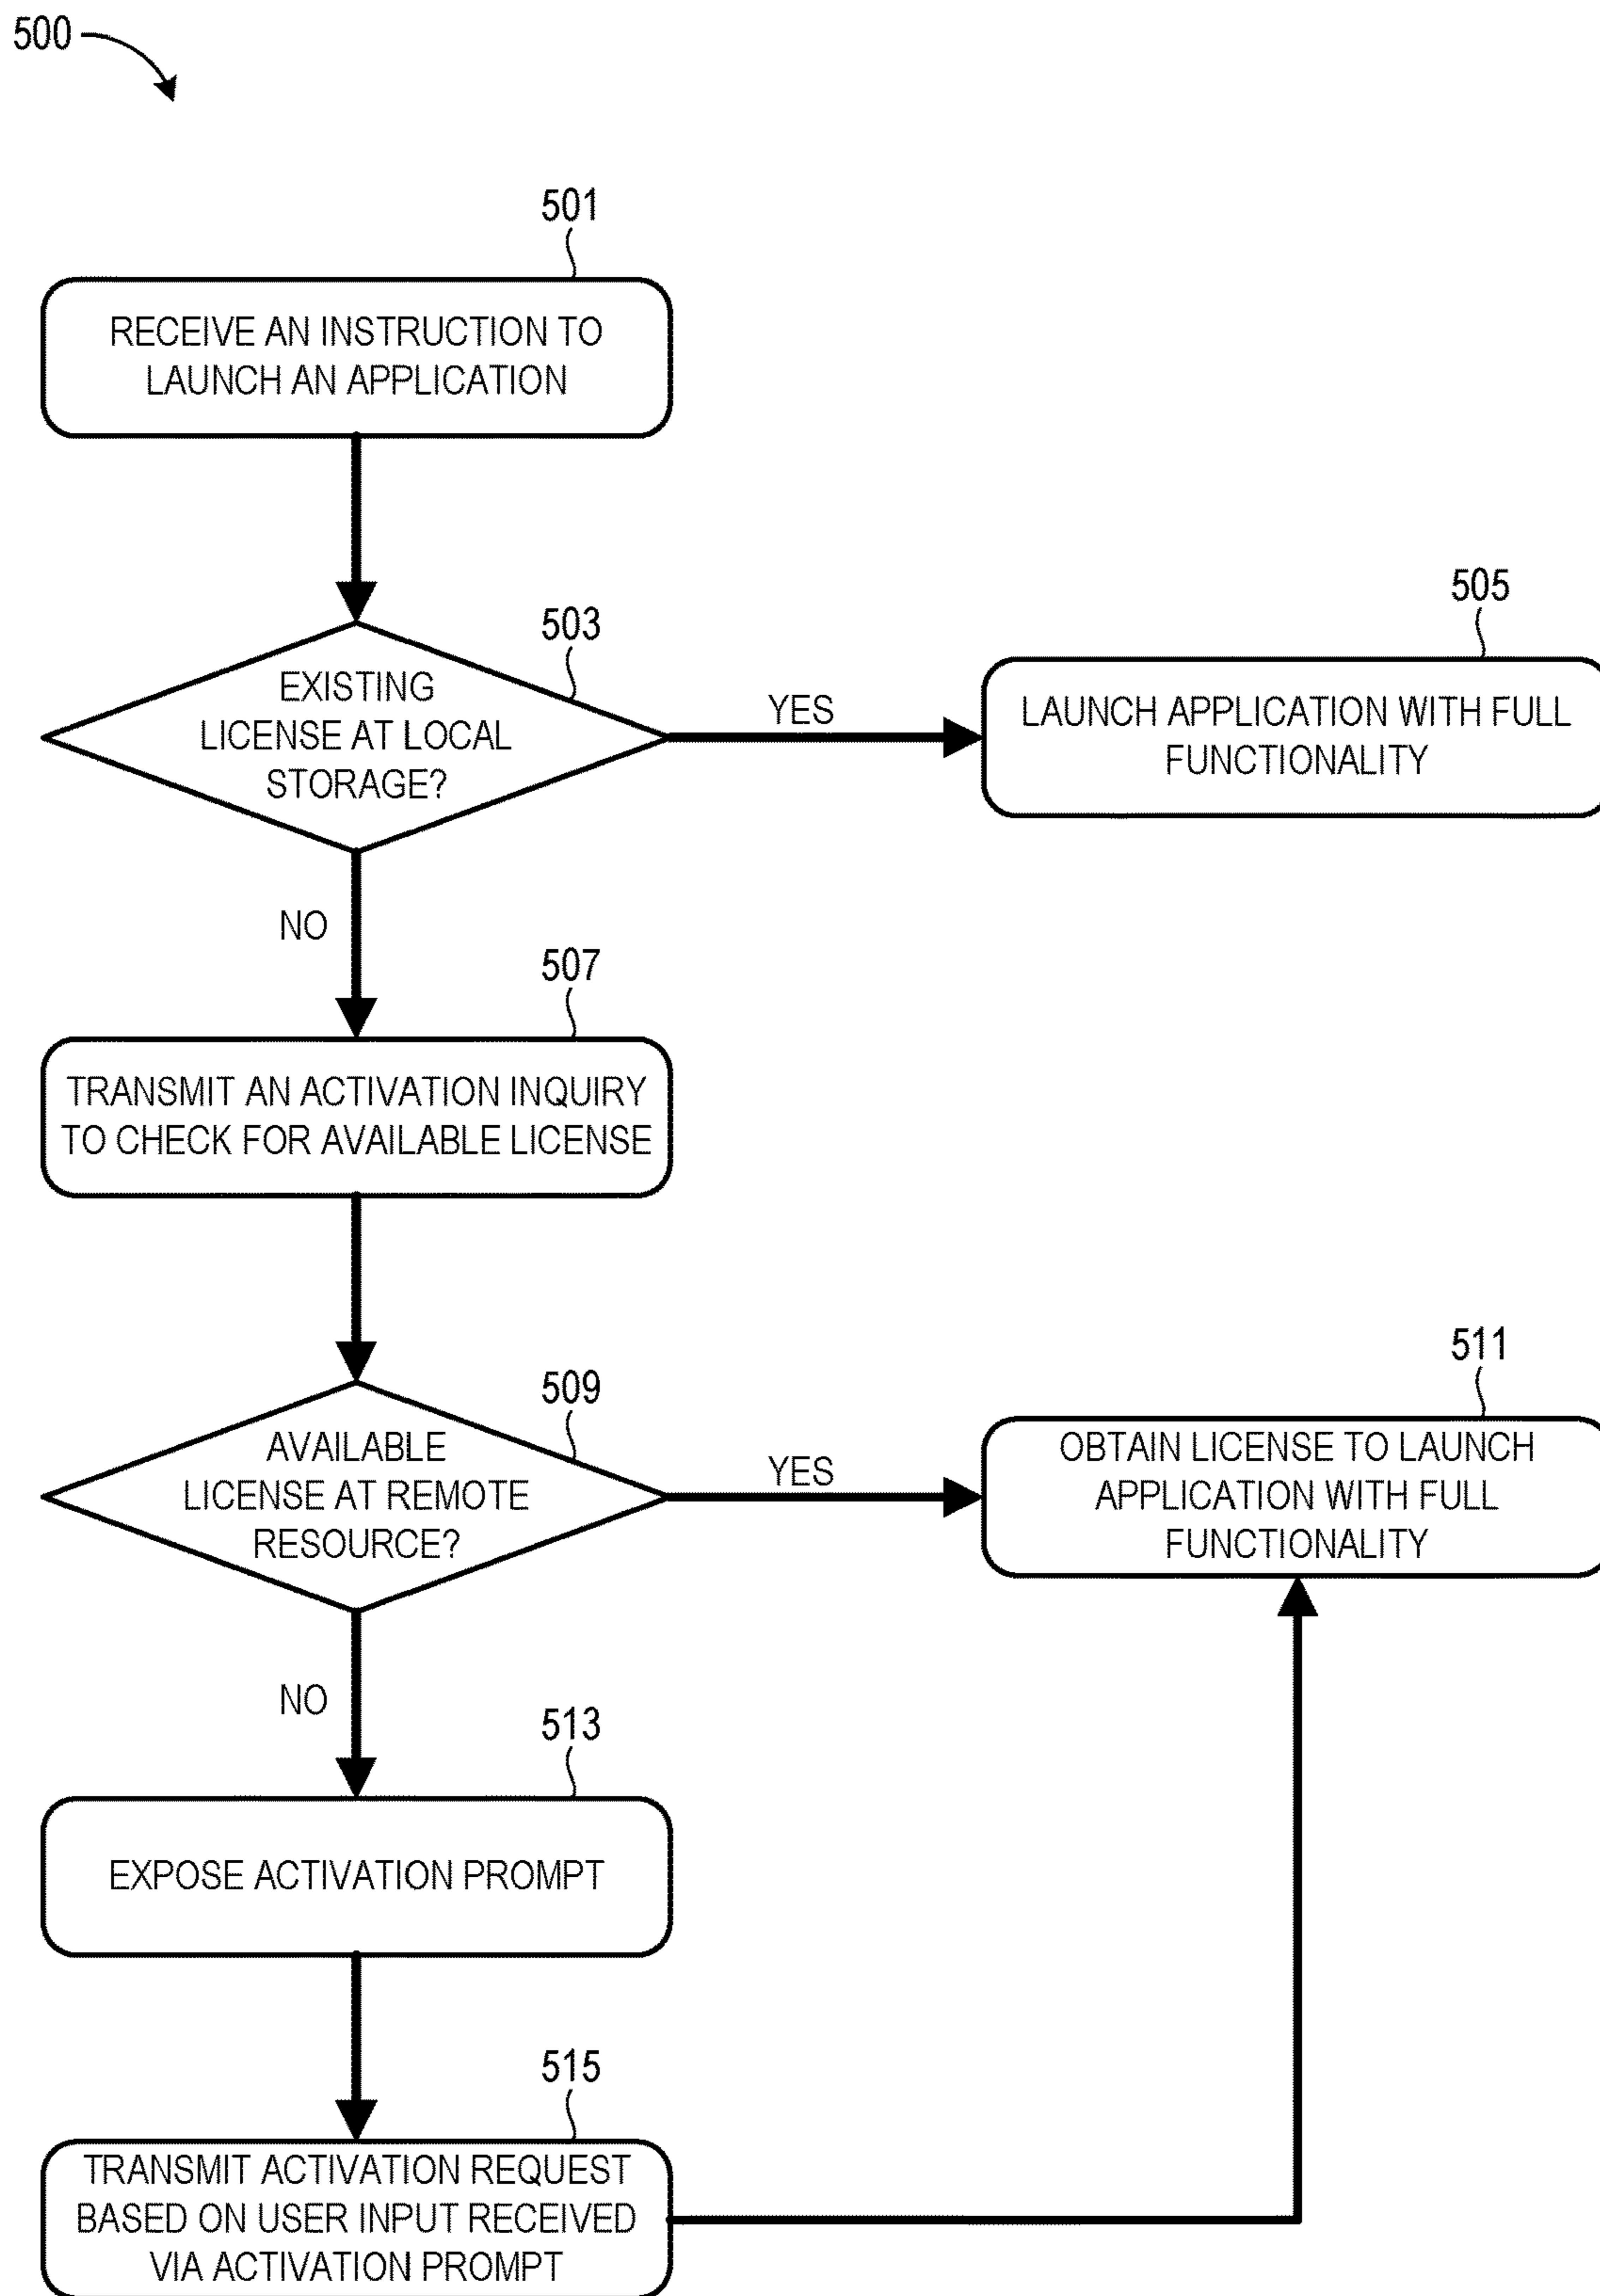 500
501
RECEIVE AN INSTRUCTION TO
LAUNCH AN APPLICATION
503
EXISTING
LICENSE AT LOCAL
STORAGE?
YES
505
LAUNCH APPLICATION WITH FULL
FUNCTIONALITY
NO
507
TRANSMIT AN ACTIVATION INQUIRY
TO CHECK FOR AVAILABLE LICENSE
509
AVAILABLE
LICENSE AT REMOTE
RESOURCE?
YES
511
OBTAIN LICENSE TO LAUNCH
APPLICATION WITH FULL
FUNCTIONALITY
NO
513
EXPOSE ACTIVATION PROMPT
515
TRANSMIT ACTIVATION REQUEST
BASED ON USER INPUT RECEIVED
VIA ACTIVATION PROMPT